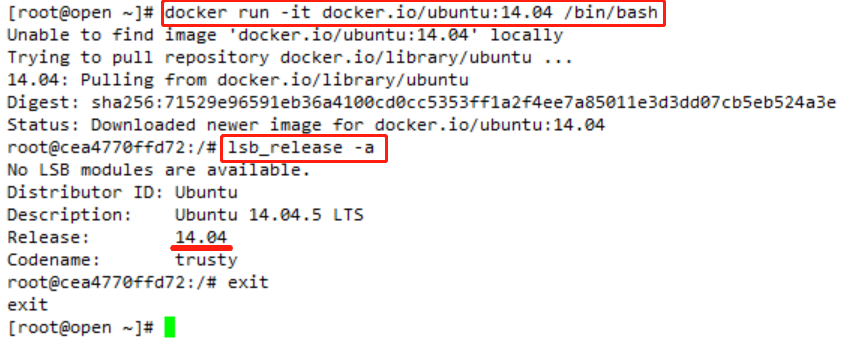 [root@open ~]# docker run -it docker.io/ubuntu:14.04 /bin/bash
Unable to find image 'docker.io/ubuntu:14.04' locally
Trying to pull repository docker.io/library/ubuntu ...
14.04: Pulling from docker.io/library/ubuntu
Digest: sha256:71529e96591eb36a4100cd0cc5353ff1a2f4ee7a85011e3d3dd07cb5eb524a3e
Status: Downloaded newer image for docker.io/ubuntu:14.04
root@cea4770ffd72:/# lsb_release -a
No LSB modules are available.
Distributor ID: Ubuntu
Description:    Ubuntu 14.04.5 LTS
Release:        14.04
Codename:       trusty
root@cea4770ffd72:/# exit
exit
[root@open ~]#